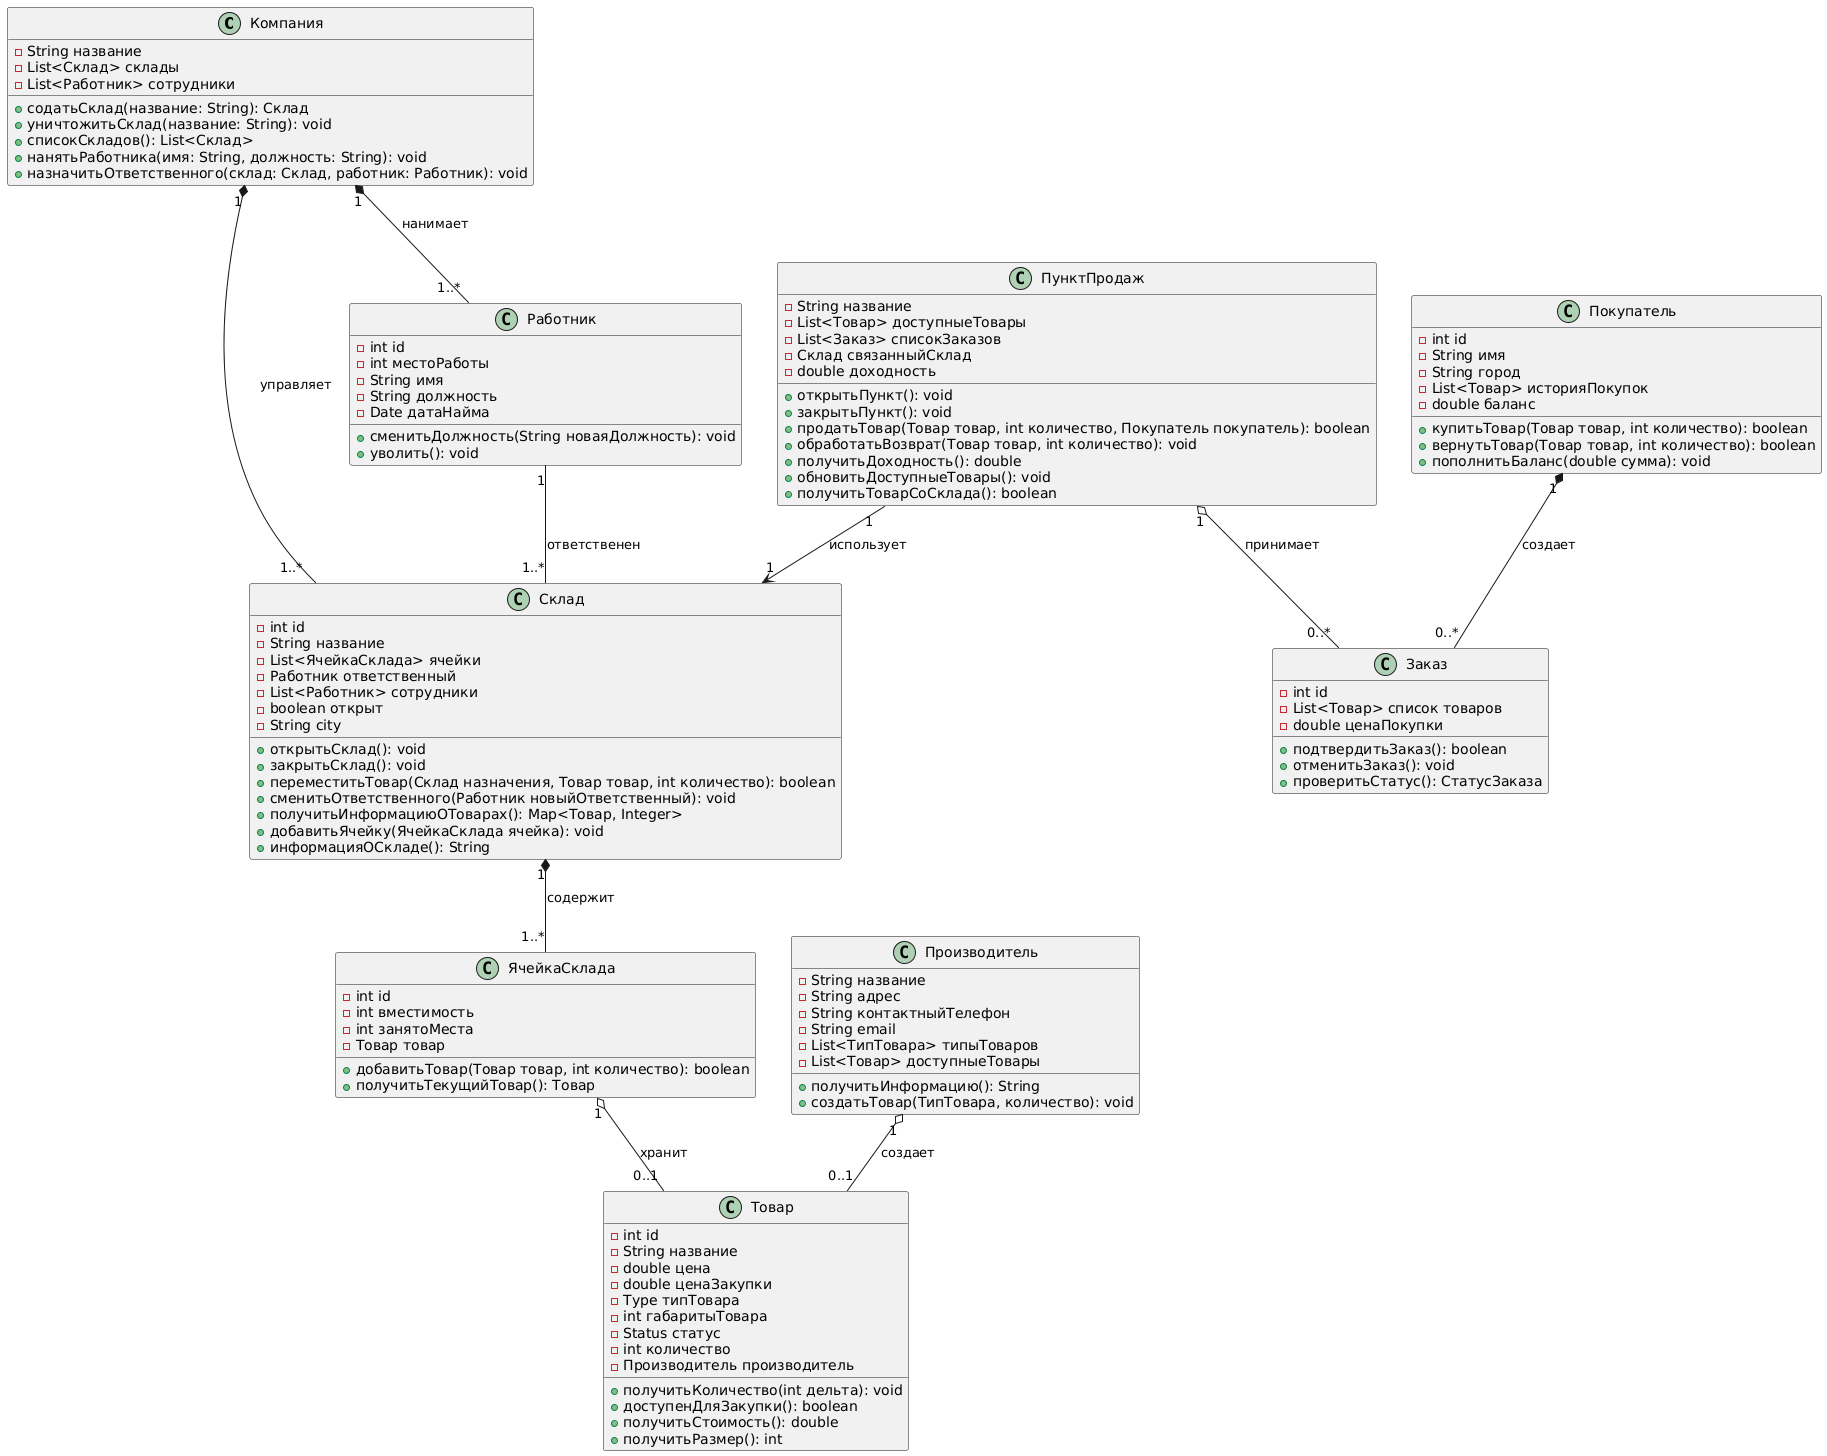 Компания
String название
List<Склад> склады
List<Работник> сотрудники
содатьСклад(название: String): Склад
уничтожитьСклад(название: String): void
списокСкладов(): List<Склад>
нанятьРаботника(имя: String, должность: String): void
назначитьОтветственного(склад: Склад, работник: Работник): void
1
1
нанимает
1..*
управляет
1..*
Работник
int id
int местоРаботы
String имя
String должность
Date датаНайма
сменитьДолжность(String новаяДолжность): void
уволить(): void
1
ответственен
1..*
ПунктПродаж
String название
List<Товар> доступныеТовары
List<Заказ> списокЗаказов
Склад связанныйСклад
double доходность
открытьПункт(): void
закрытьПункт(): void
продатьТовар(Товар товар, int количество, Покупатель покупатель): boolean
обработатьВозврат(Товар товар, int количество): void
получитьДоходность(): double
обновитьДоступныеТовары(): void
получитьТоварСоСклада(): boolean
1
использует
1
1
принимает
0..*
Покупатель
int id
String имя
String город
List<Товар> историяПокупок
double баланс
купитьТовар(Товар товар, int количество): boolean
вернутьТовар(Товар товар, int количество): boolean
пополнитьБаланс(double сумма): void
1
создает
0..*
Склад
int id
String название
List<ЯчейкаСклада> ячейки
Работник ответственный
List<Работник> сотрудники
boolean открыт
String city
открытьСклад(): void
закрытьСклад(): void
переместитьТовар(Склад назначения, Товар товар, int количество): boolean
сменитьОтветственного(Работник новыйОтветственный): void
получитьИнформациюОТоварах(): Map<Товар, Integer>
добавитьЯчейку(ЯчейкаСклада ячейка): void
информацияОСкладе(): String
1
содержит
1..*
Заказ
int id
List<Товар> список товаров
double ценаПокупки
подтвердитьЗаказ(): boolean
отменитьЗаказ(): void
проверитьСтатус(): СтатусЗаказа
ЯчейкаСклада
int id
int вместимость
int занятоМеста
Товар товар
добавитьТовар(Товар товар, int количество): boolean
получитьТекущийТовар(): Товар
1
хранит
0..1
Производитель
String название
String адрес
String контактныйТелефон
String email
List<ТипТовара> типыТоваров
List<Товар> доступныеТовары
получитьИнформацию(): String
создатьТовар(ТипТовара, количество): void
1
создает
0..1
Товар
int id
String название
double цена
double ценаЗакупки
Type типТовара
int габаритыТовара
Status статус
int количество
Производитель производитель
получитьКоличество(int дельта): void
доступенДляЗакупки(): boolean
получитьСтоимость(): double
получитьРазмер(): int